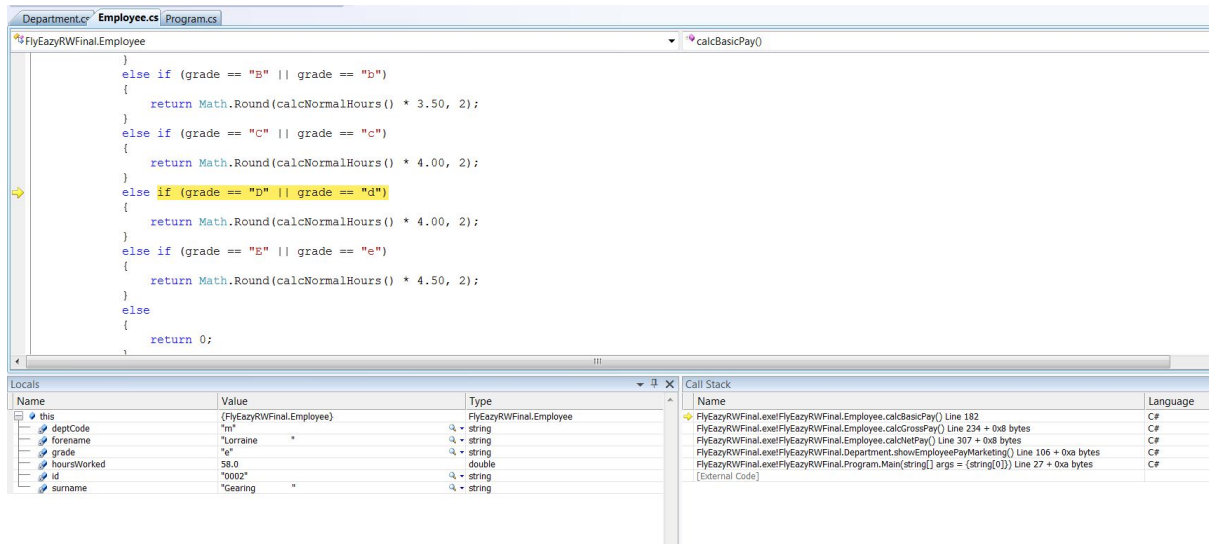 Department.cs Employee.cs Program.cs
FlyEazyRWFinal.Employee calcBasicPay()
}
else if (grade == "B" || grade == "b")
{
return Math.Round(calcNormalHours() * 3.50, 2);
}
else if (grade == "C" || grade == "c")
{
return Math.Round(calcNormalHours() * 4.00, 2);
}
else if (grade == "D" || grade == "d")
{
return Math.Round(calcNormalHours() * 4.00, 2);
}
else if (grade == "E" || grade == "e")
{
return Math.Round(calcNormalHours() * 4.50, 2);
}
else
{
return 0;
}
Locals
Name Value Type
this {FlyEazyRWFinal.Employee} FlyEazyRWFinal.Employee
deptCode "m" string
forename "Lorraine " string
grade "e" string
hoursWorked 58.0 double
id "0002" string
surname "Gearing " string
Call Stack
Name Language
FlyEazyRWFinal.exe!FlyEazyRWFinal.Employee.calcBasicPay() Line 182 C#
FlyEazyRWFinal.exe!FlyEazyRWFinal.Employee.calcGrossPay() Line 234 + 0x8 bytes C#
FlyEazyRWFinal.exe!FlyEazyRWFinal.Employee.calcNetPay() Line 307 + 0x8 bytes C#
FlyEazyRWFinal.exe!FlyEazyRWFinal.Department.showEmployeePayMarketing() Line 106 + 0xa bytes C#
FlyEazyRWFinal.exe!FlyEazyRWFinal.Program.Main(string[] args = {string[0]}) Line 27 + 0xa bytes C#
[External Code]